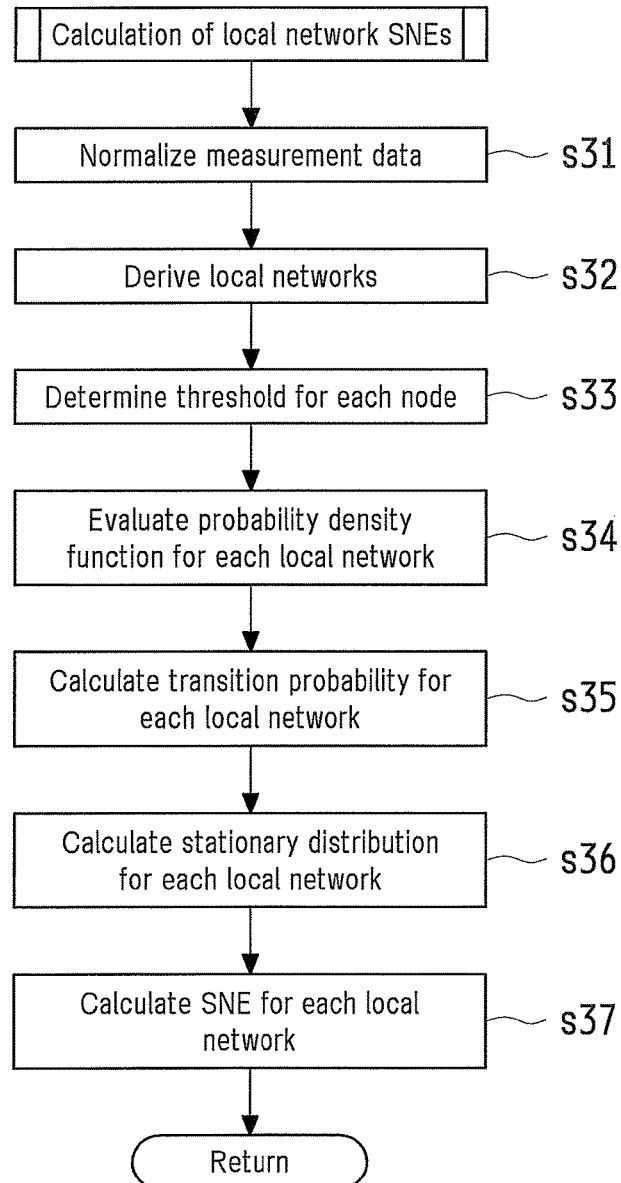 Calculation of local network SNEs
Normalize measurement data
s31
Derive local networks
s32
Determine threshold for each node
s33
Evaluate probability density
function for each local network
s34
Calculate transition probability for
each local network
s35
Calculate stationary distribution
for each local network
s36
Calculate SNE for each local
network
s37
Return